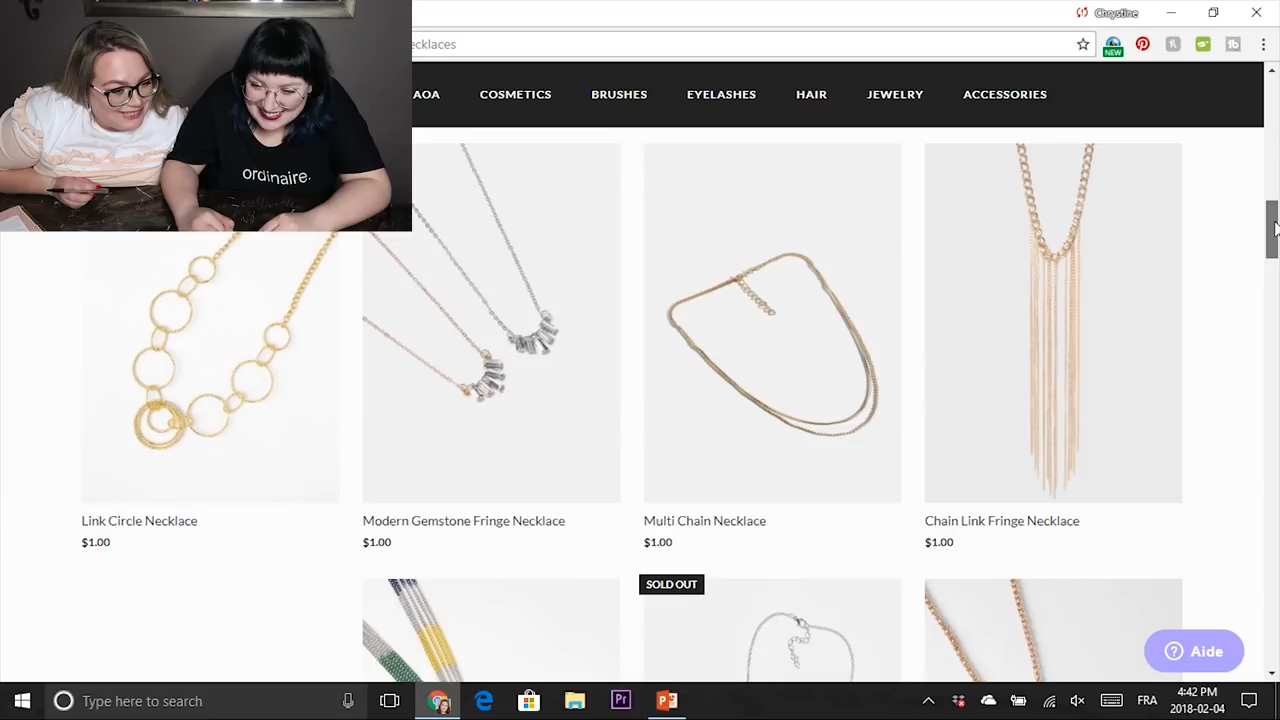 Chrystine
ecklaces
NEW
AOA COSMETICS BRUSHES EYELASHES HAIR JEWELRY ACCESSORIES
ordinaire.
Link Circle Necklace
$1.00
Modern Gemstone Fringe Necklace
$1.00
Multi Chain Necklace
$1.00
Chain Link Fringe Necklace
$1.00
SOLD OUT
Aide
Type here to search
Pr
FRA
4:42 PM
2018-02-04